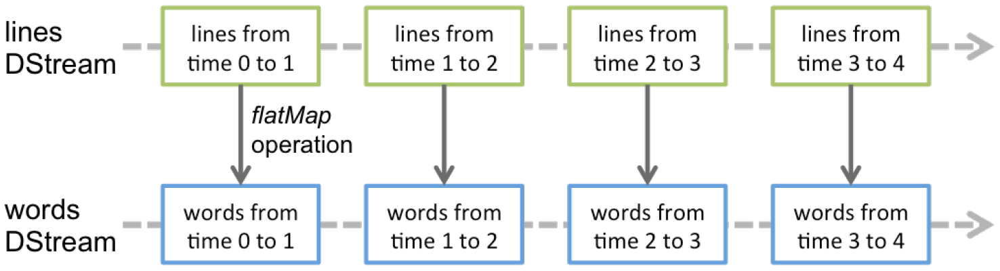 lines
DStream
lines from
time 0 to 1
lines from
time 1 to 2
lines from
time 2 to 3
lines from
time 3 to 4
flatMap
operation
words
DStream
words from
time 0 to 1
words from
time 1 to 2
words from
time 2 to 3
words from
time 3 to 4